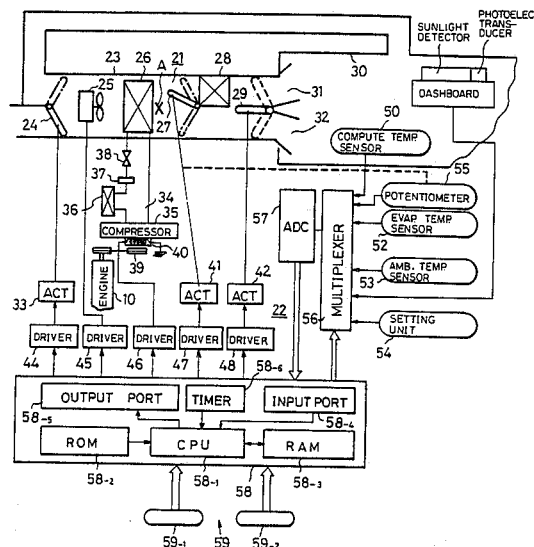 SUNLIGHT
DETECTOR
PHOTOELEC
TRANS-
DUCER
DASHBOARD
23
25
26
A
21
28
30
24
27
29
31
32
38
37
34
36
35
COMPRESSOR
40
39
50
COMPUTE TEMP.
SENSOR
55
POTENTIOMETER
EVAP TEMP
SENSOR
52
AMB. TEMP
SENSOR
53
SETTING
UNIT
54
57
ADC
MULTIPLEXER
56
22
33
ACT
ENGINE
10
ACT
41
ACT
42
DRIVER
44
DRIVER
45
DRIVER
46
DRIVER
47
DRIVER
48
58-6
OUTPUT PORT
58-5
TIMER
INPUT PORT
58-4
ROM
58-2
CPU
58-1
RAM
58-3
58
59-1
59
59-2